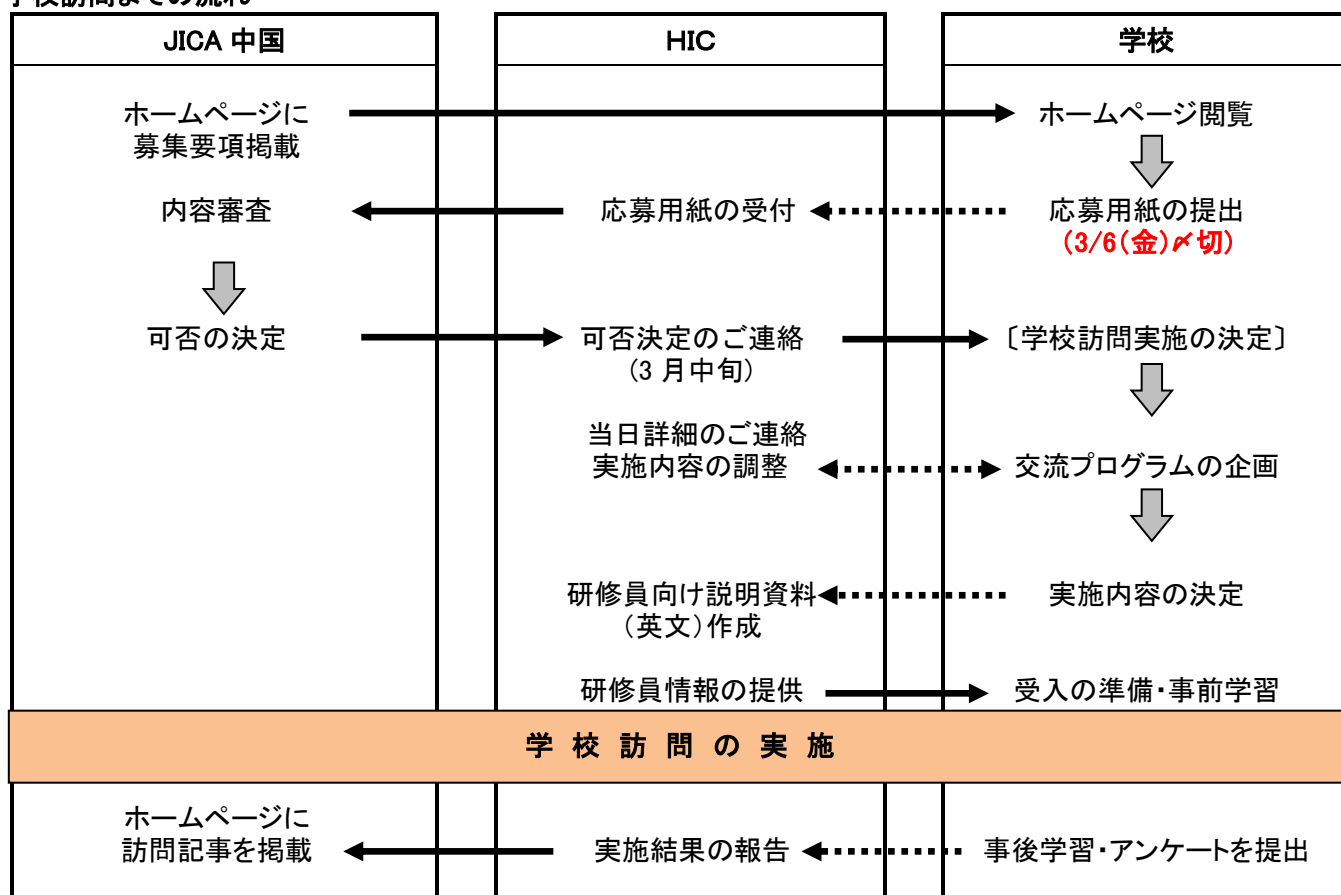 学校訪問までの流れ
JICA 中国
HIC
学校
ホームページに
募集要項掲載
ホームページ閲覧
内容審査
応募用紙の受付
応募用紙の提出
(3/6(金)〆切)
可否の決定
可否決定のご連絡
(3 月中旬)
〔学校訪問実施の決定〕
当日詳細のご連絡
実施内容の調整
交流プログラムの企画
研修員向け説明資料
(英文)作成
実施内容の決定
研修員情報の提供
受入の準備・事前学習
学 校 訪 問 の 実 施
ホームページに
訪問記事を掲載
実施結果の報告
事後学習・アンケートを提出